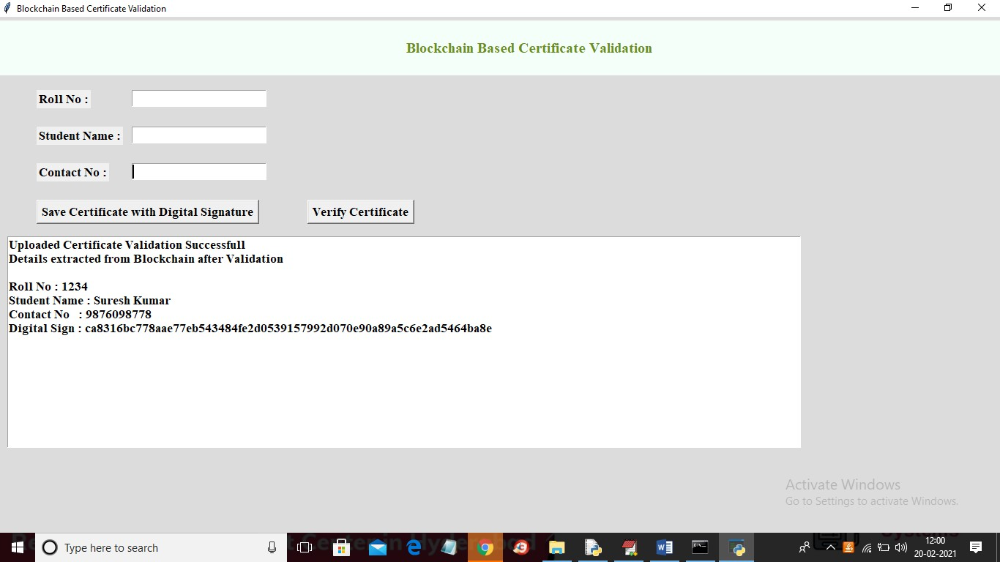 Blockchain Based Certificate Validation
Blockchain Based Certificate Validation
Roll No :
Student Name :
Contact No :
Save Certificate with Digital Signature Verify Certificate
Uploaded Certificate Validation Successfull
Details extracted from Blockchain after Validation
Roll No : 1234
Student Name : Suresh Kumar
Contact No : 9876098778
Digital Sign : ca8316bc778aae77eb543484fe2d0539157992d070e90a89a5c6e2ad5464ba8e
Activate Windows
Go to Settings to activate Windows.
Type here to search
12:00
20-02-2021